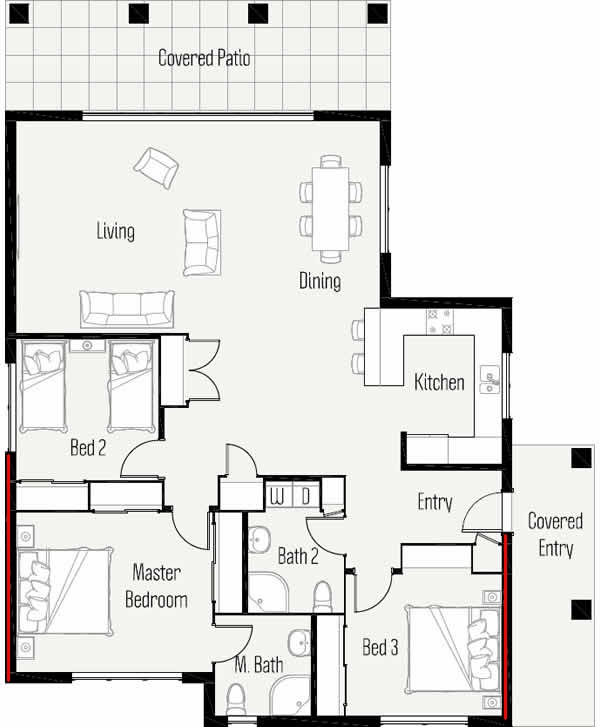 Covered Patio
Living
Dining
Kitchen
Bed 2
W D
Entry
Covered
Entry
Bath 2
Master
Bedroom
Bed 3
M. Bath